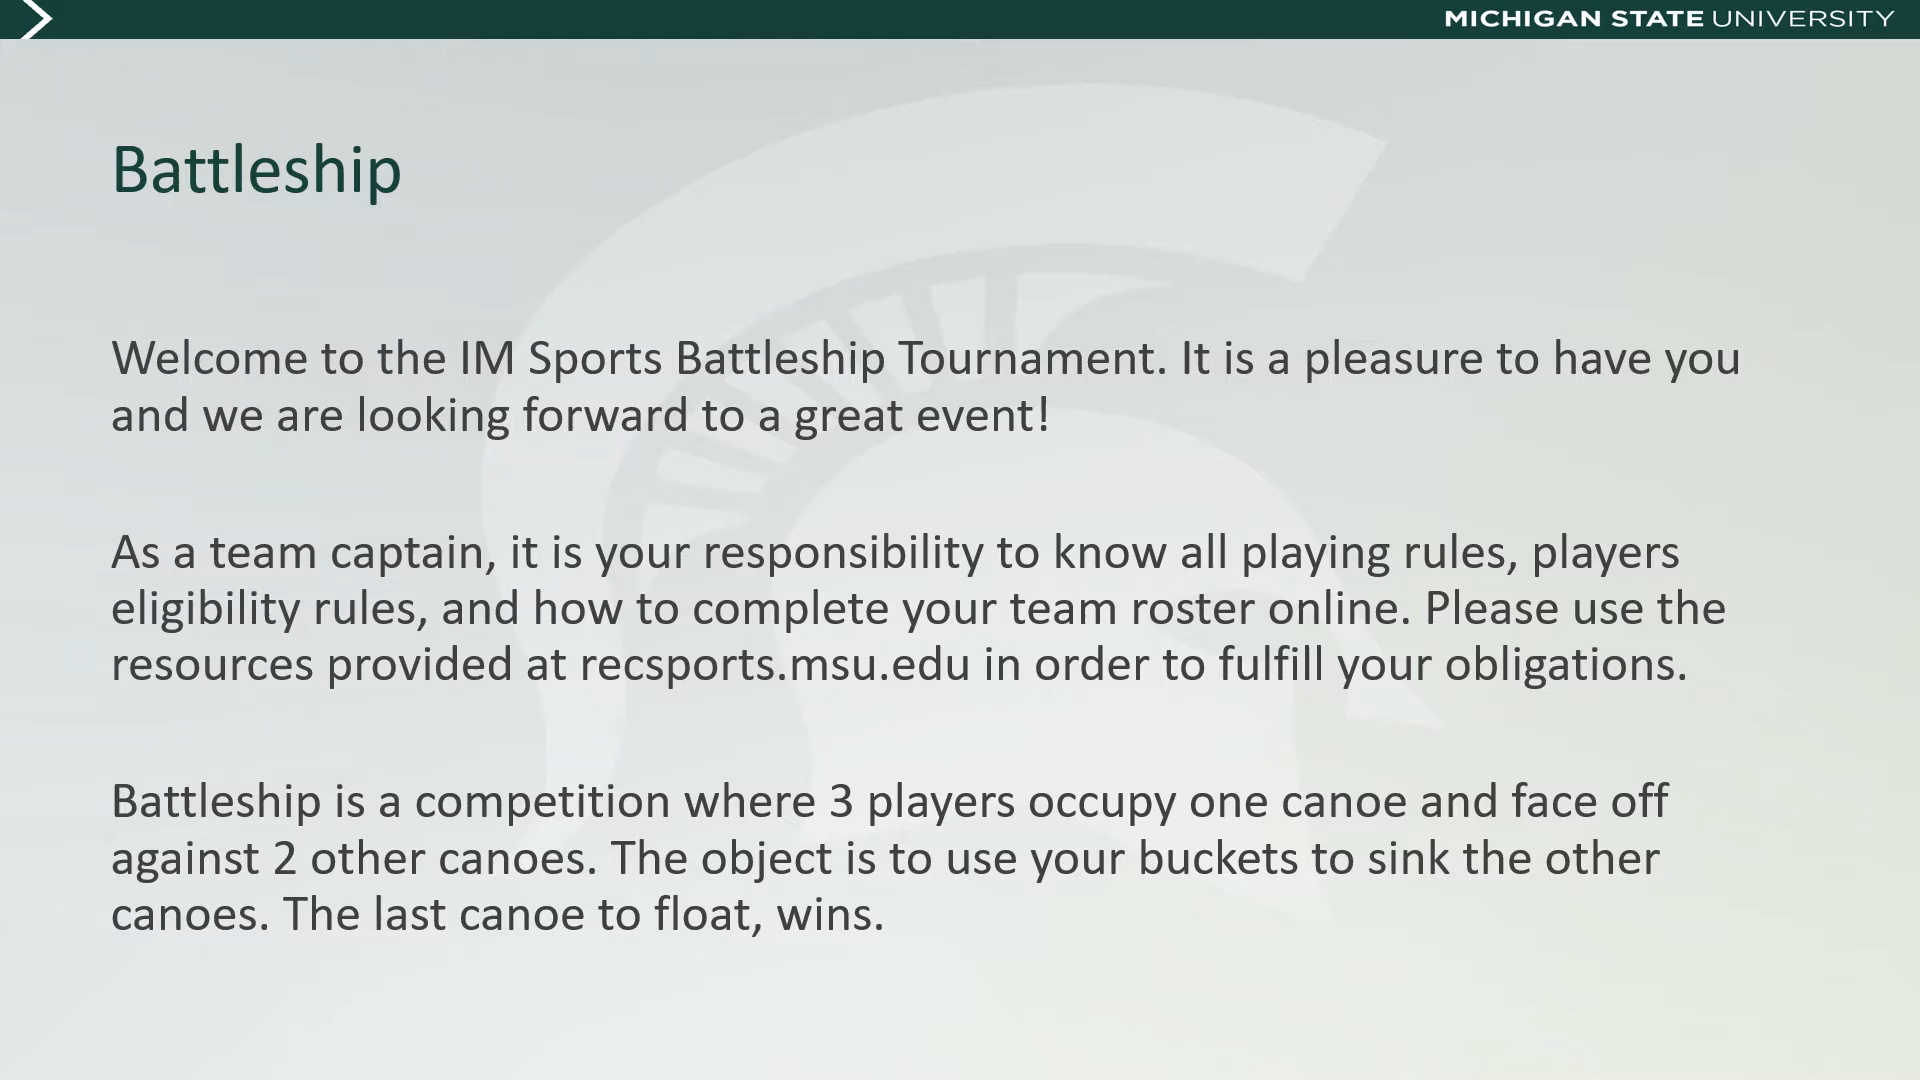 MICHIGAN STATE UNIVERSITY
Battleship
Welcome to the IM Sports Battleship Tournament. It is a pleasure to have you
and we are looking forward to a great event!
As a team captain, it is your responsibility to know all playing rules, players
eligibility rules, and how to complete your team roster online. Please use the
resources provided at recsports.msu.edu in order to fulfill your obligations.
Battleship is a competition where 3 players occupy one canoe and face off
against 2 other canoes. The object is to use your buckets to sink the other
canoes. The last canoe to float, wins.